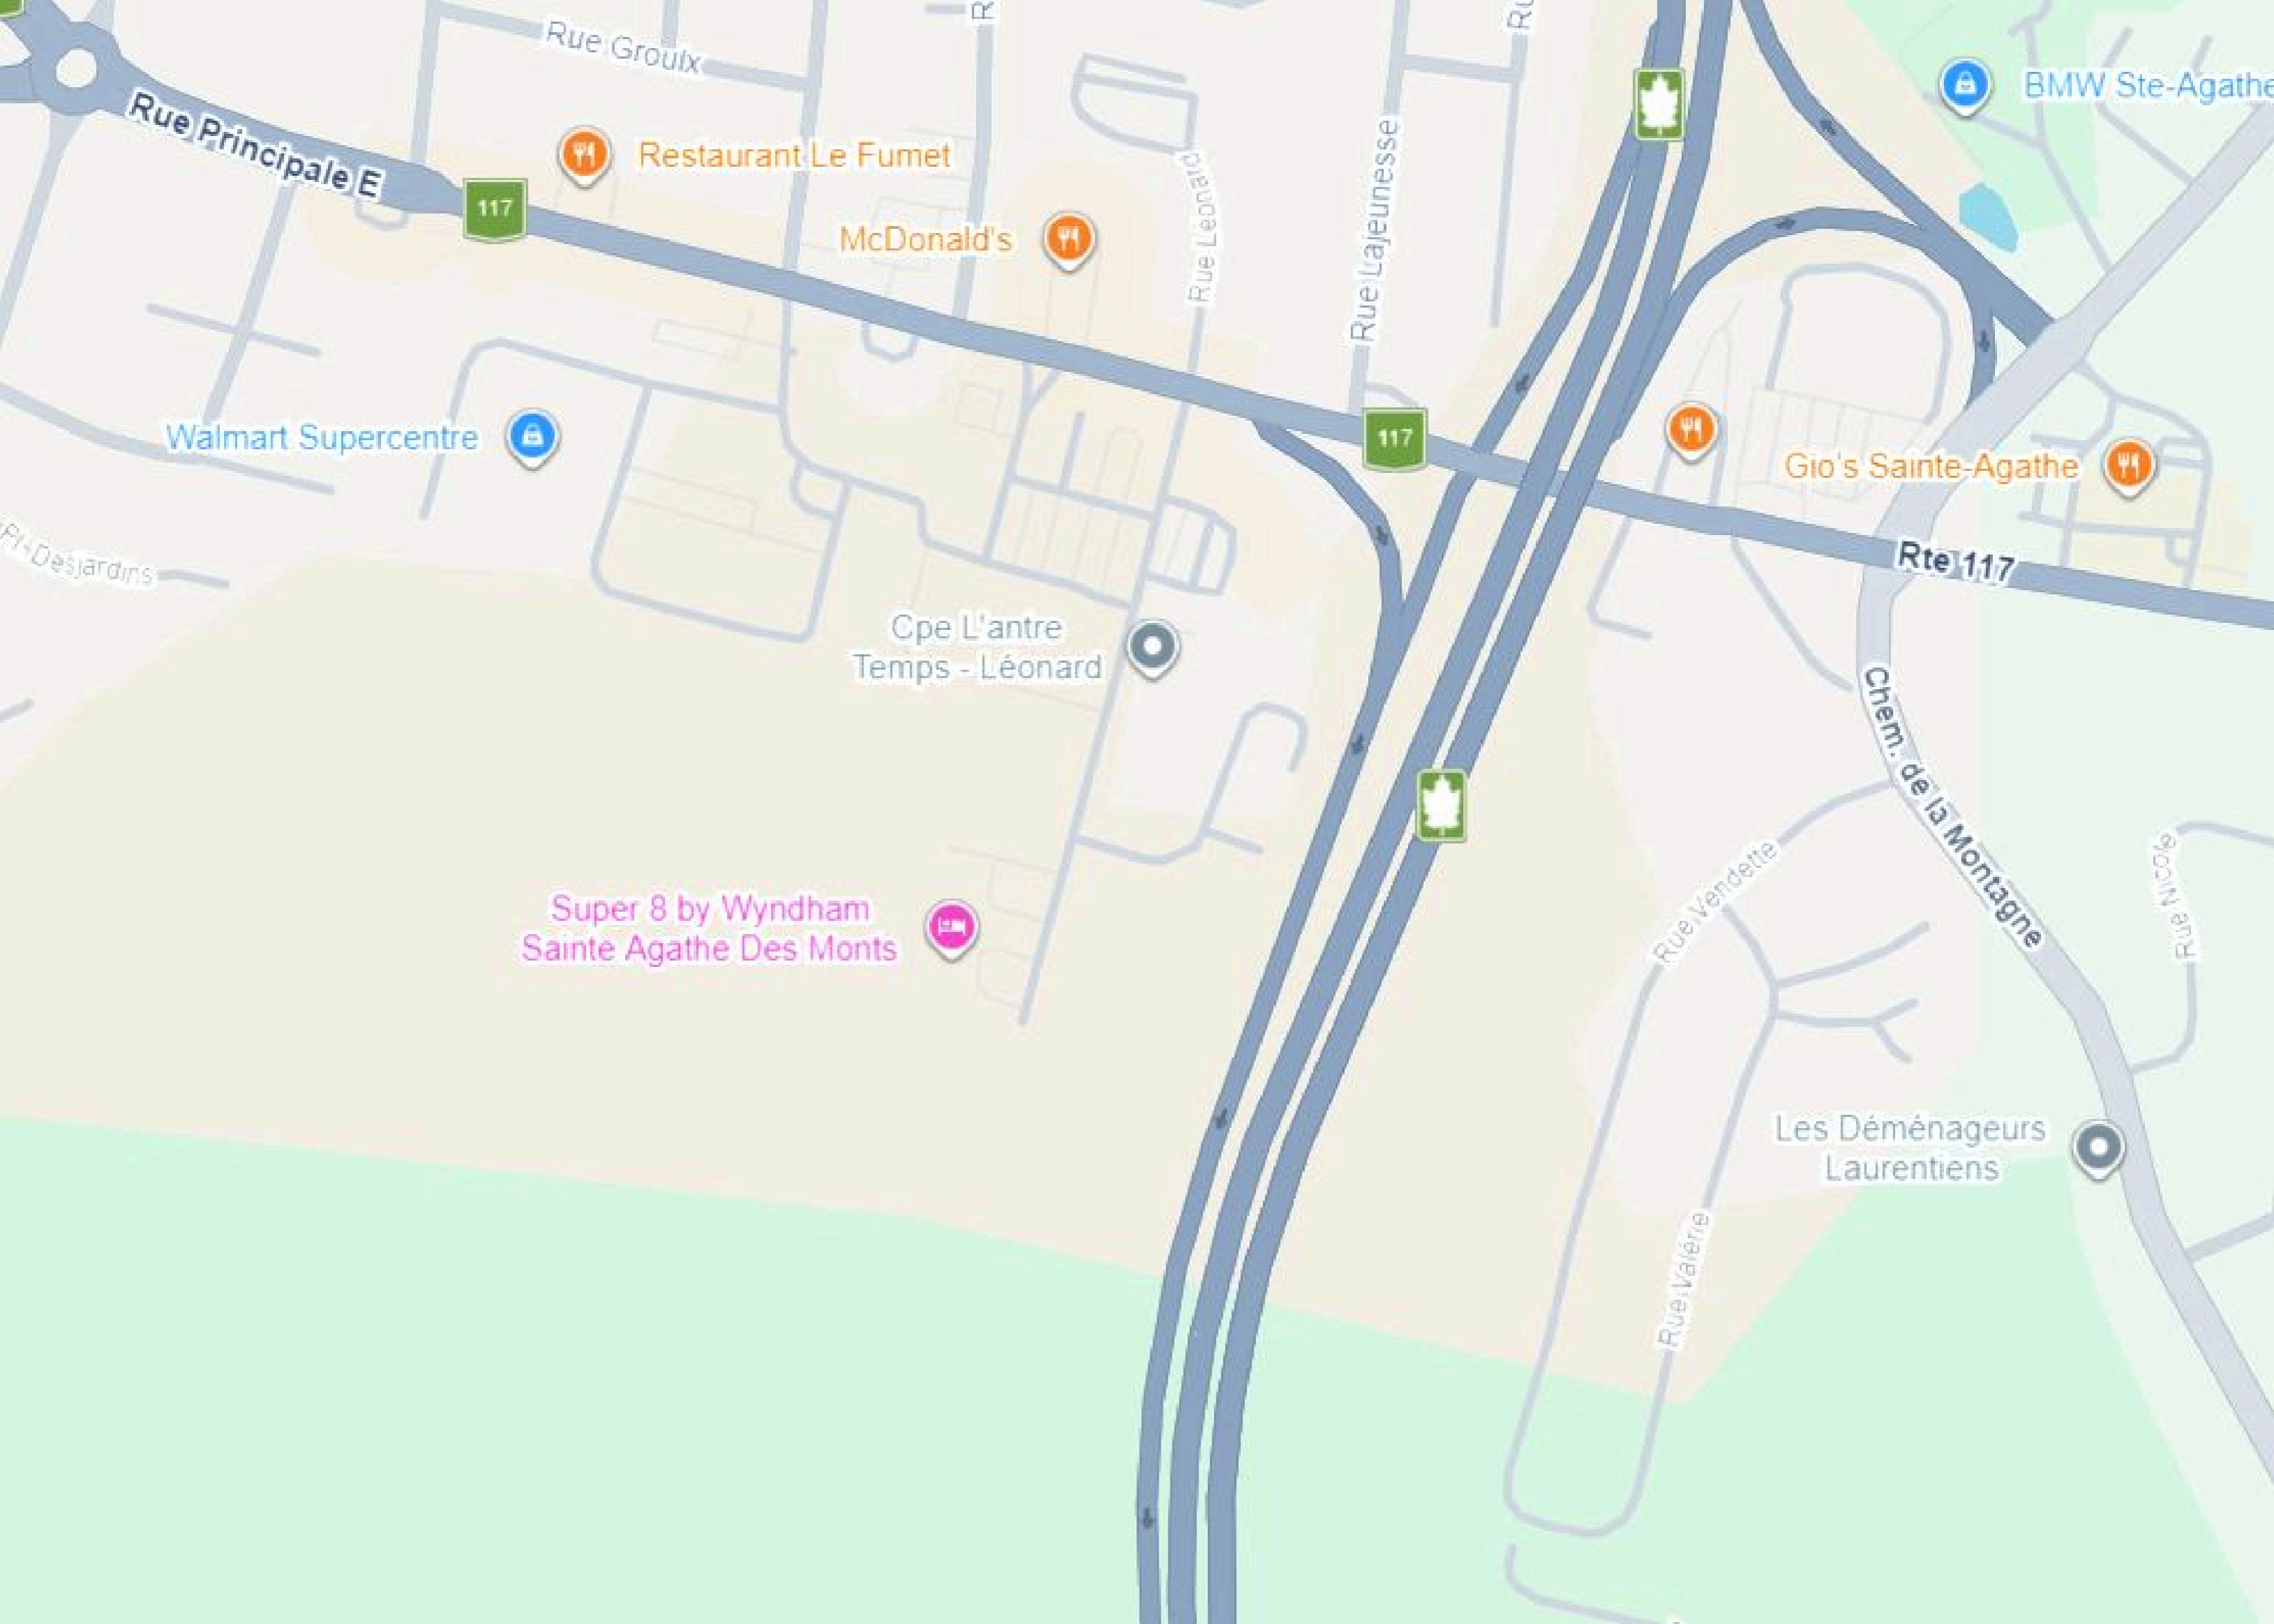 Rue Groulx
BMW Ste-Agathe
Rue Principale E
Restaurant Le Fumet
117
McDonald's
Rue Léonard
Rue Lajeunesse
Walmart Supercentre
117
Gio's Sainte-Agathe
Rte 117
Pl.-Desjardins
Cpe L'antre
Temps - Léonard
Chem. de la Montagne
Rue Vendette
Rue Nicole
Super 8 by Wyndham
Sainte Agathe Des Monts
Les Déménageurs
Laurentiens
Rue Valérie